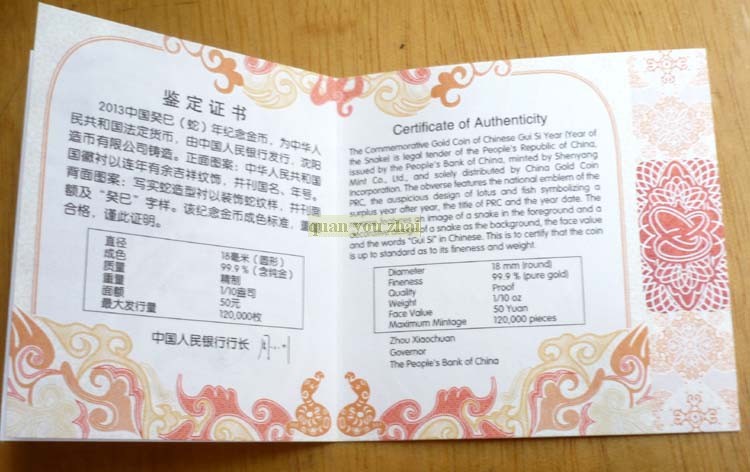 鉴定证书
2013中国癸巳（蛇）年纪念金币，为中华人
民共和国法定货币，由中国人民银行发行，沈阳
造币有限公司铸造。正面图案：中华人民共和国
国徽衬以连年有余吉祥纹饰，并刊国名、年号。
背面图案：写实蛇造型衬以装饰蛇纹样，并刊面
额及“癸巳”字样。该纪念金币成色标准，重
合格，谨此证明。
直径 18毫米（圆形）
成色 99.9％（含纯金）
质量 精制
重量 1/10盎司
面额 50元
最大发行量 120,000枚
中国人民银行行长
Certificate of Authenticity
The Commemorative Gold Coin of Chinese Gui Si Year (Year of
the Snake) is legal tender of the People's Republic of China,
issued by the People's Bank of China, minted by Shenyang
Mint Co., Ltd., and solely distributed by China Gold Coin
Incorporation. The obverse features the national emblem of the
PRC, the auspicious design of lotus and fish symbolizing a
surplus year after year, the title of PRC and the year date. The
features an image of a snake in the foreground and a
of a snake as the background, the face value
and the words "Gui Si" in Chinese. This is to certify that the coin
is up to standard as to its fineness and weight.
Diameter 18 mm (round)
Fineness 99.9 % (pure gold)
Quality Proof
Weight 1/10 oz
Face Value 50 Yuan
Maximum Mintage 120,000 pieces
Zhou Xiaochuan
Governor
The People's Bank of China
quan you zhai